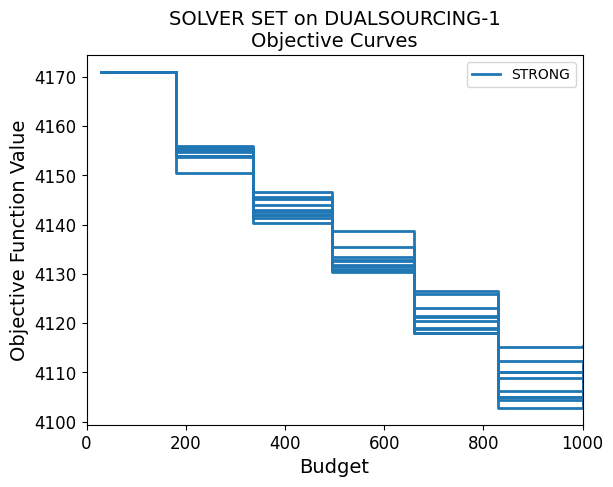 SOLVER SET on DUALSOURCING-1
Objective Curves
STRONG
Objective Function Value
4170
4160
4150
4140
4130
4120
4110
4100
0 200 400 600 800 1000
Budget